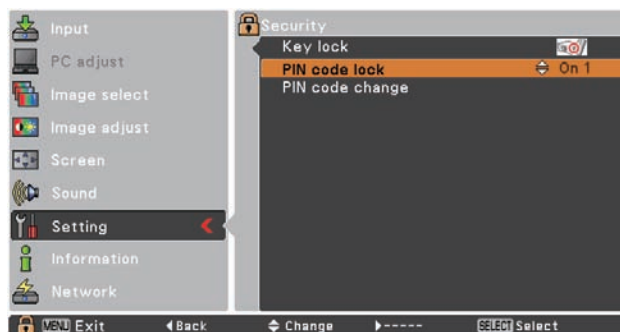 Input
PC adjust
Image select
Image adjust
Screen
Sound
Setting
Information
Network
Security
Key lock
PIN code lock On 1
PIN code change
MENU Exit Back Change ----- SELECT Select